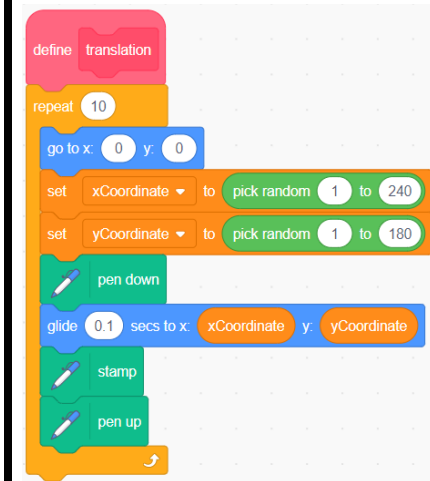 define translation
repeat 10
go to x: 0 y: 0
set xCoordinate to pick random 1 to 240
set yCoordinate to pick random 1 to 180
pen down
glide 0.1 secs to x: xCoordinate y: yCoordinate
stamp
pen up